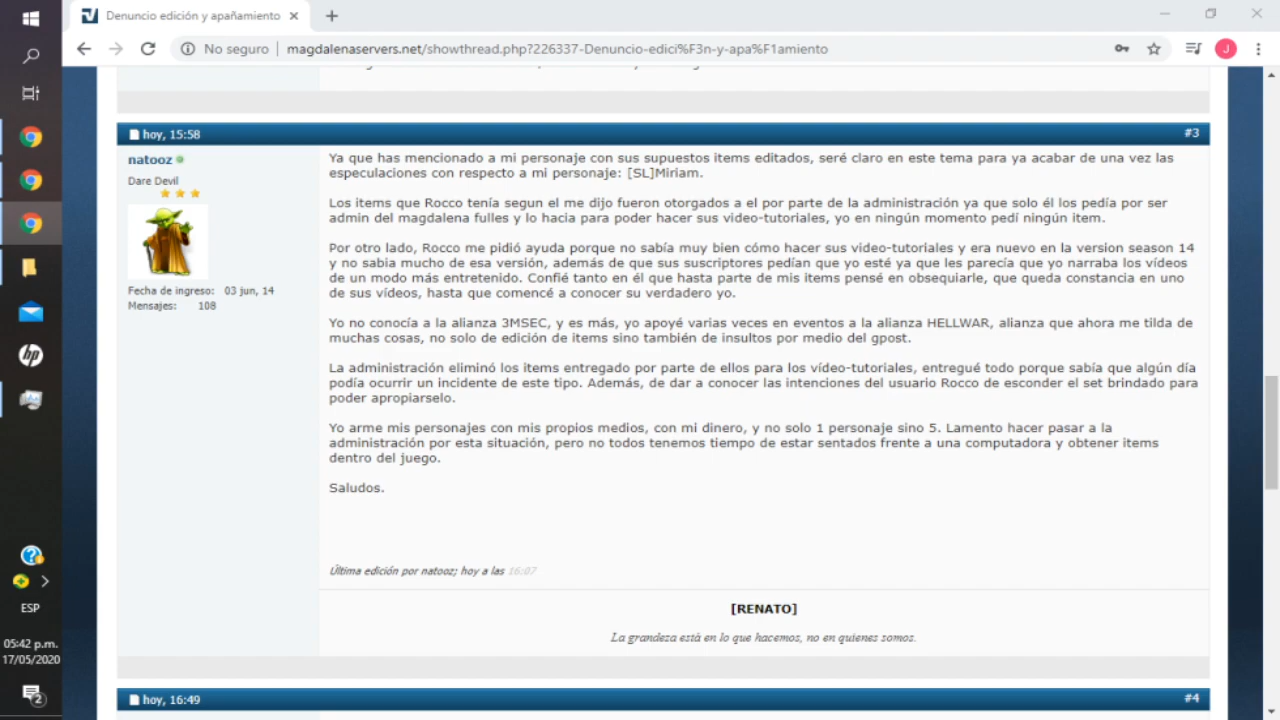 Denuncio edición y apañamiento
No seguro
magdalenaservers.net/showthread.php?226337-Denuncio-edici%F3n-y-apa%F1amiento
J
hoy, 15:58
#3
natooz
Dare Devil
Fecha de ingreso: 03 jun, 14
Mensajes: 108
Ya que has mencionado a mi personaje con sus supuestos items editados, seré claro en este tema para ya acabar de una vez las
especulaciones con respecto a mi personaje: [SL]Miriam.
Los items que Rocco tenía segun el me dijo fueron otorgados a el por parte de la administración ya que solo él los pedía por ser
admin del magdalena fulles y lo hacia para poder hacer sus video-tutoriales, yo en ningún momento pedí ningún item.
Por otro lado, Rocco me pidió ayuda porque no sabía muy bien cómo hacer sus vídeo-tutoriales y era nuevo en la version season 14
y no sabia mucho de esa versión, además de que sus suscriptores pedían que yo esté ya que les parecía que yo narraba los vídeos
de un modo más entretenido. Confié tanto en él que hasta parte de mis items pensé en obsequiarle, que queda constancia en uno
de sus vídeos, hasta que comencé a conocer su verdadero yo.
Yo no conocía a la alianza 3MSEC, y es más, yo apoyé varias veces en eventos a la alianza HELLWAR, alianza que ahora me tilda de
muchas cosas, no solo de edición de items sino también de insultos por medio del gpost.
La administración eliminó los items entregado por parte de ellos para los vídeo-tutoriales, entregué todo porque sabía que algún día
podía ocurrir un incidente de este tipo. Además, de dar a conocer las intenciones del usuario Rocco de esconder el set brindado para
poder apropiarselo.
Yo arme mis personajes con mis propios medios, con mi dinero, y no solo 1 personaje sino 5. Lamento hacer pasar a la
administración por esta situación, pero no todos tenemos tiempo de estar sentados frente a una computadora y obtener items
dentro del juego.
Saludos.
Última edición por natooz; hoy a las 16:07
[RENATO]
La grandeza está en lo que hacemos, no en quienes somos.
hoy, 16:49
#4
hp
ESP
05:42 p.m.
17/05/2020
2